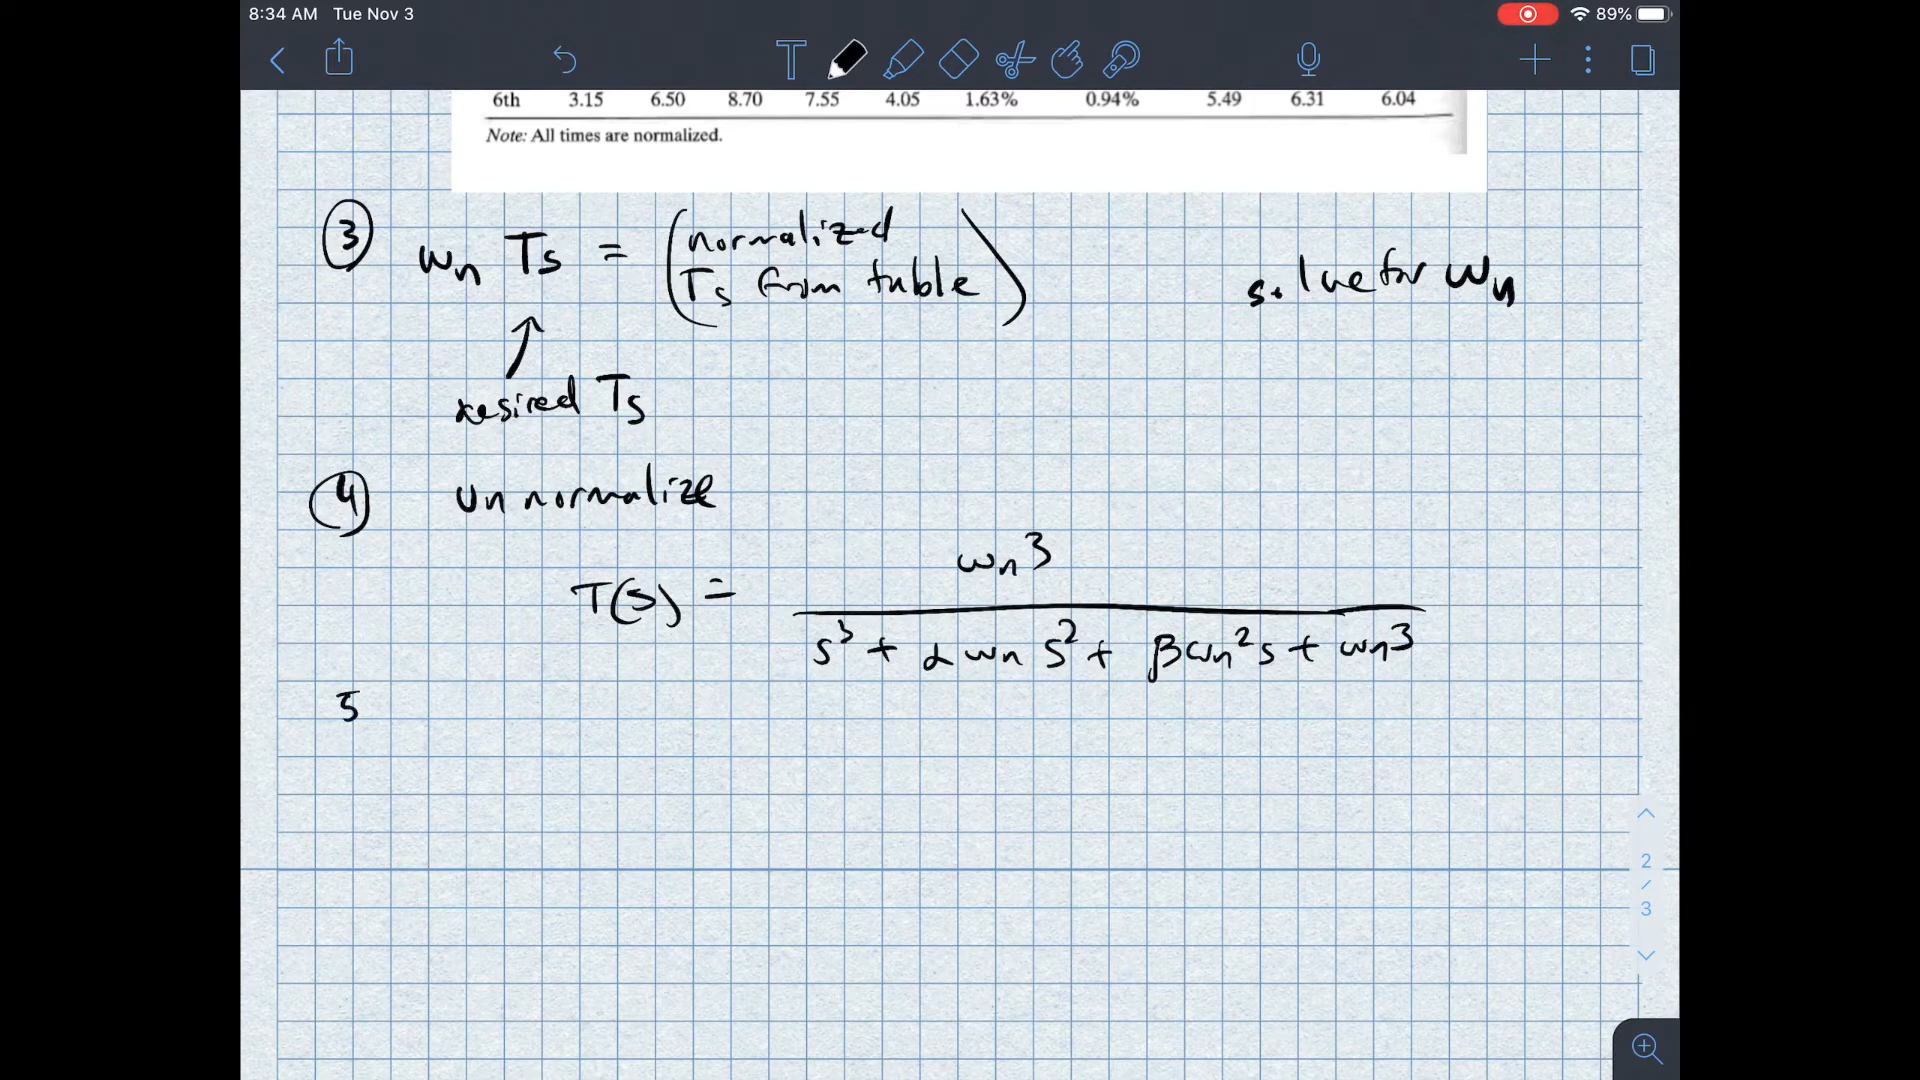 8:34 AM Tue Nov 3
89%
6th 3.15 6.50 8.70 7.55 4.05 1.63% 0.94% 5.49 6.31 6.04
Note: All times are normalized.
③ ωn Ts = (normalized Ts from table) solve for ωn
↑
desired Ts
④ unnormalize
T(s) = ωn³ / (s³ + αωn s² + βωn²s + ωn³)
5
2
/
3